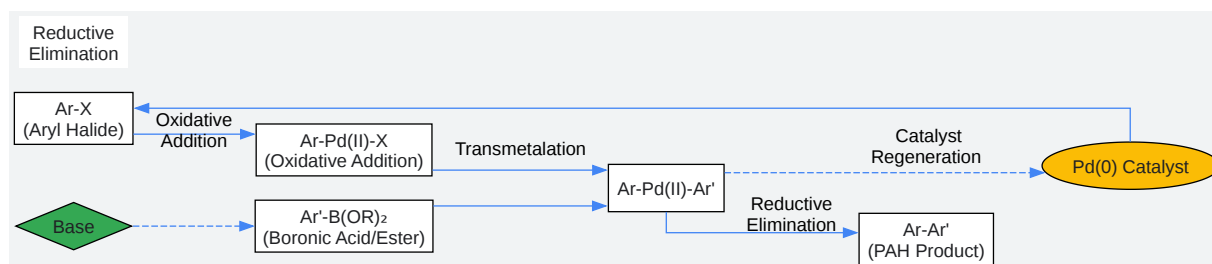 Reductive
Elimination
Ar-X
(Aryl Halide)
Oxidative
Addition
Ar-Pd(II)-X
(Oxidative Addition)
Transmetalation
Catalyst
Regeneration
Pd(0) Catalyst
Ar-Pd(II)-Ar'
Base
Ar'-B(OR)₂
(Boronic Acid/Ester)
Reductive
Elimination
Ar-Ar'
(PAH Product)